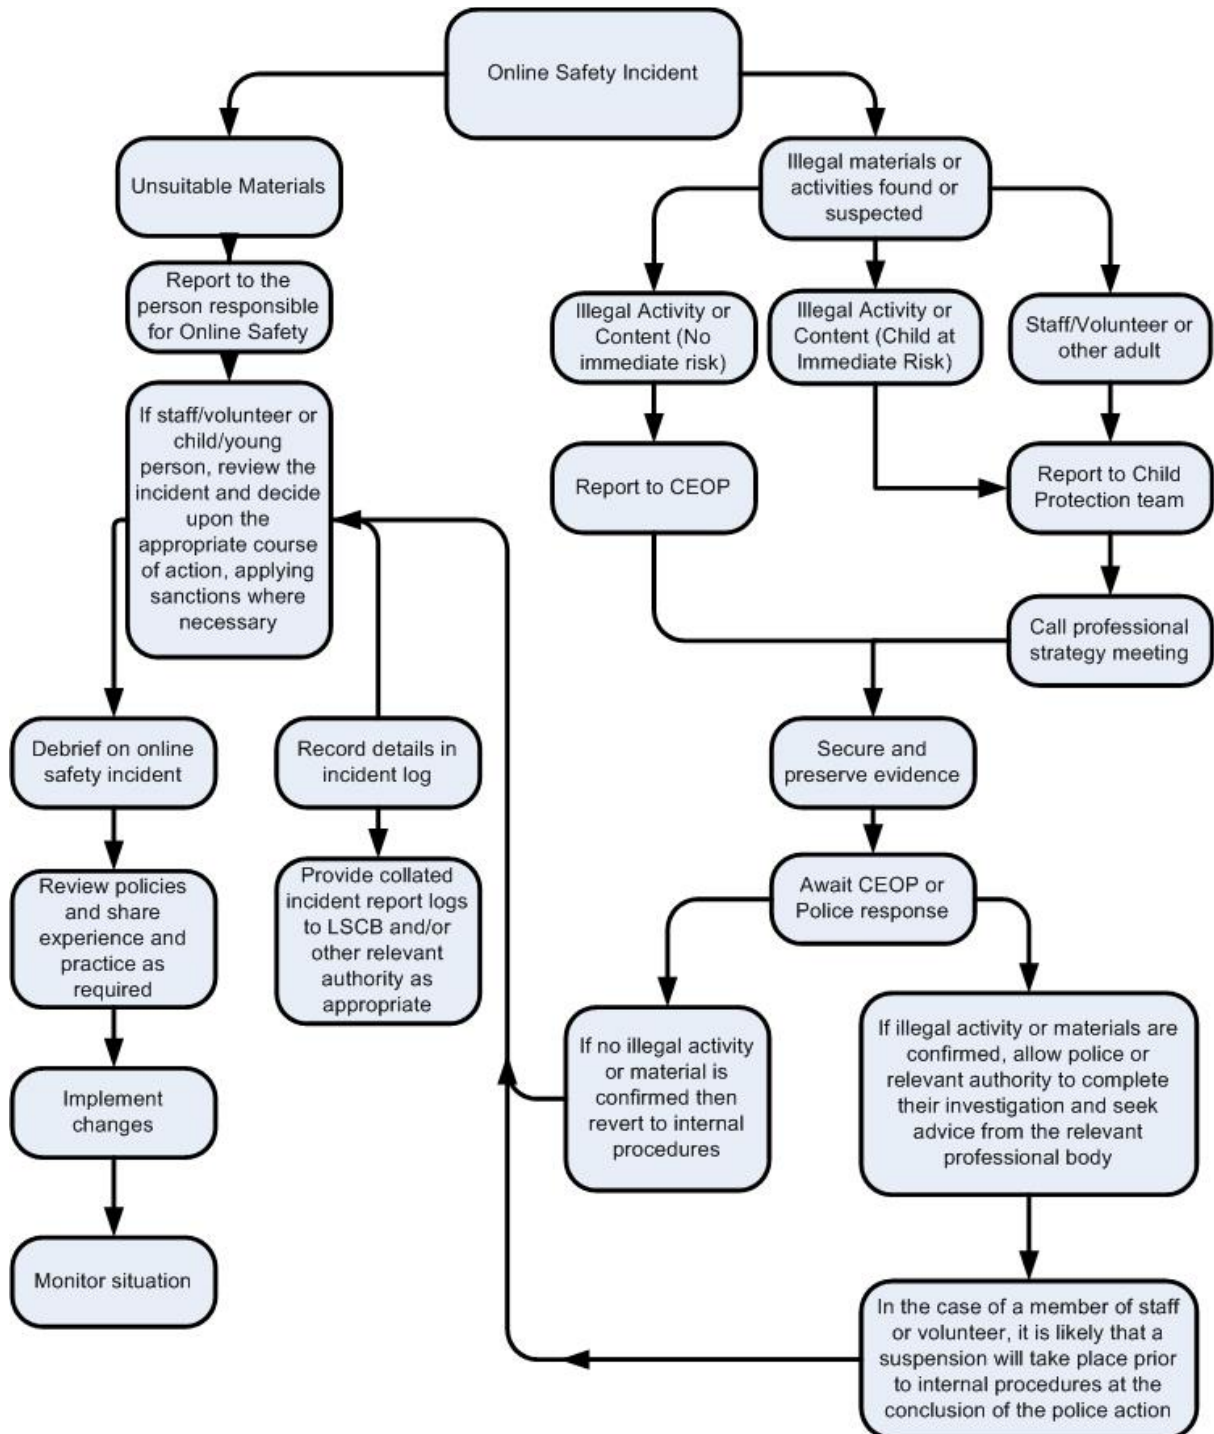 Online Safety Incident
Unsuitable Materials
Illegal materials or
activities found or
suspected
Report to the
person responsible
for Online Safety
Illegal Activity or
Content (No
immediate risk)
Illegal Activity or
Content (Child at
Immediate Risk)
Staff/Volunteer or
other adult
If staff/volunteer or
child/young
person, review the
incident and decide
upon the
appropriate course
of action, applying
sanctions where
necessary
Report to CEOP
Report to Child
Protection team
Call professional
strategy meeting
Debrief on online
safety incident
Record details in
incident log
Secure and
preserve evidence
Review policies
and share
experience and
practice as
required
Provide collated
incident report logs
to LSCB and/or
other relevant
authority as
appropriate
Await CEOP or
Police response
If no illegal activity
or material is
confirmed then
revert to internal
procedures
If illegal activity or materials are
confirmed, allow police or
relevant authority to complete
their investigation and seek
advice from the relevant
professional body
Implement
changes
Monitor situation
In the case of a member of staff
or volunteer, it is likely that a
suspension will take place prior
to internal procedures at the
conclusion of the police action